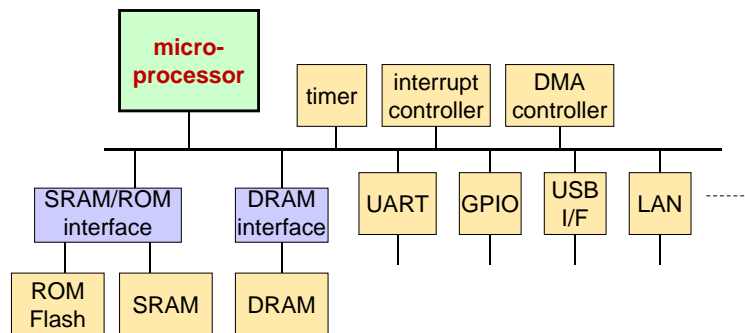 micro-
processor
timer
interrupt
controller
DMA
controller
SRAM/ROM
interface
DRAM
interface
UART
GPIO
USB
I/F
LAN
ROM
Flash
SRAM
DRAM